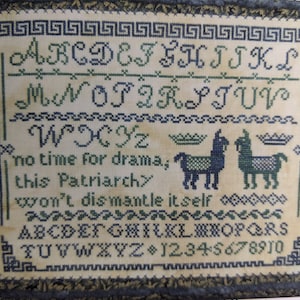 ABCDEFGHIJKL
MNOPQRSTUV
WXYZ
no time for drama,
this Patriarchy
won't dismantle itself
ABCDEFGHIJKLMNOPQRS
TUVWXYZ 12345678910